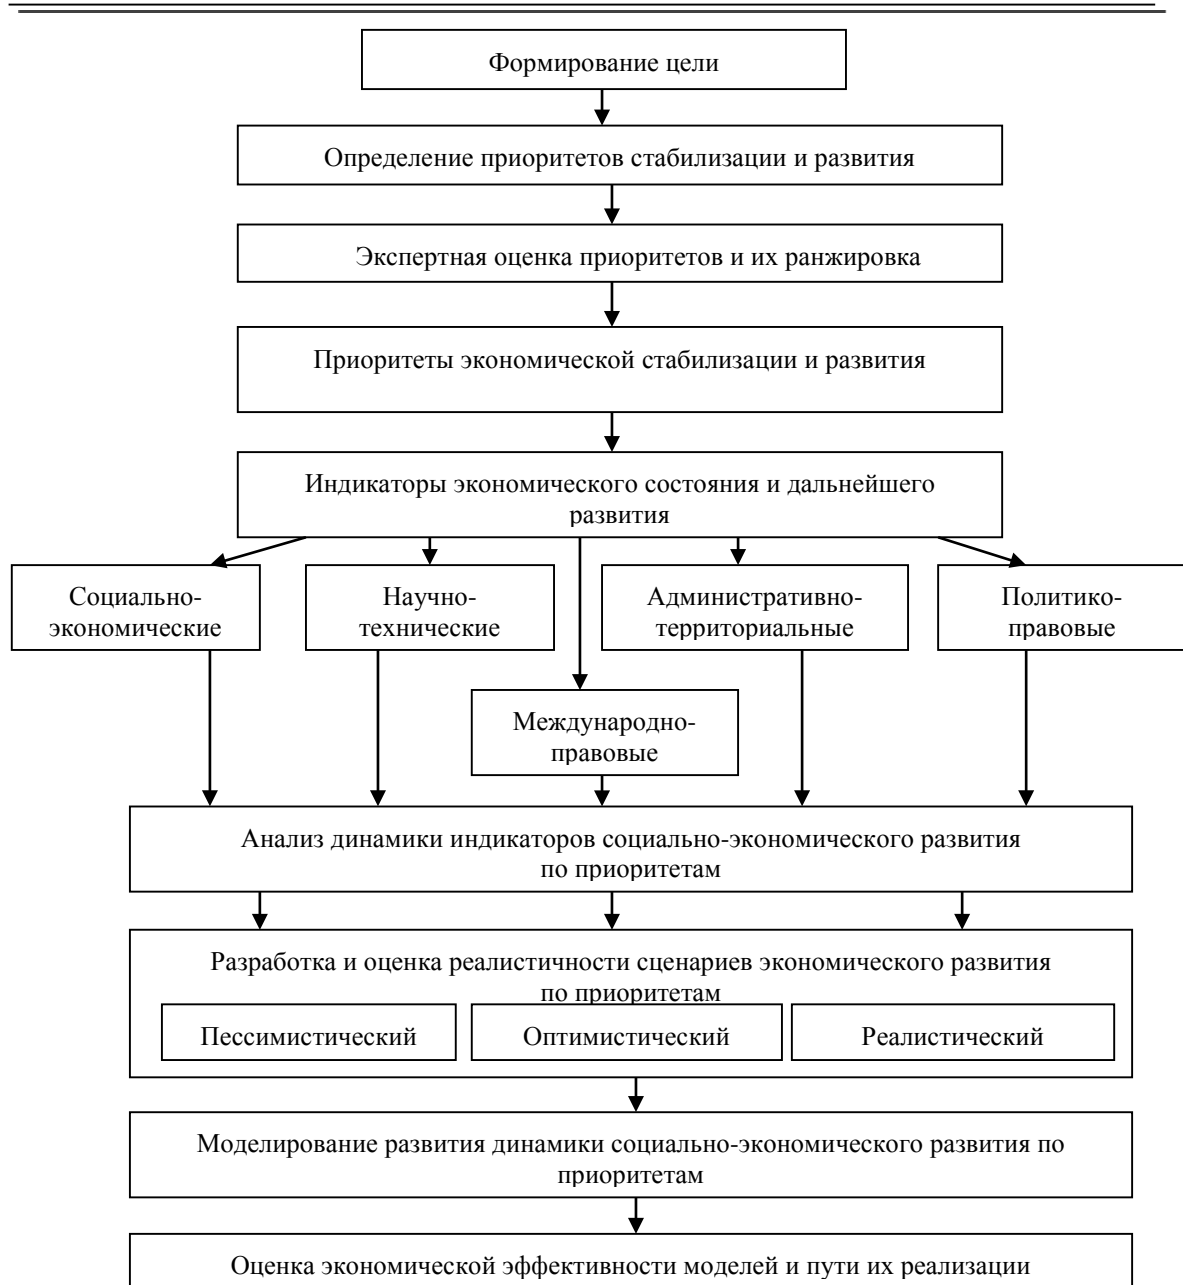 Формирование цели
Определение приоритетов стабилизации и развития
Экспертная оценка приоритетов и их ранжировка
Приоритеты экономической стабилизации и развития
Индикаторы экономического состояния и дальнейшего
развития
Социально-
экономические
Научно-
технические
Административно-
территориальные
Политико-
правовые
Международно-
правовые
Анализ динамики индикаторов социально-экономического развития
по приоритетам
Разработка и оценка реалистичности сценариев экономического развития
по приоритетам
Пессимистический
Оптимистический
Реалистический
Моделирование развития динамики социально-экономического развития по
приоритетам
Оценка экономической эффективности моделей и пути их реализации